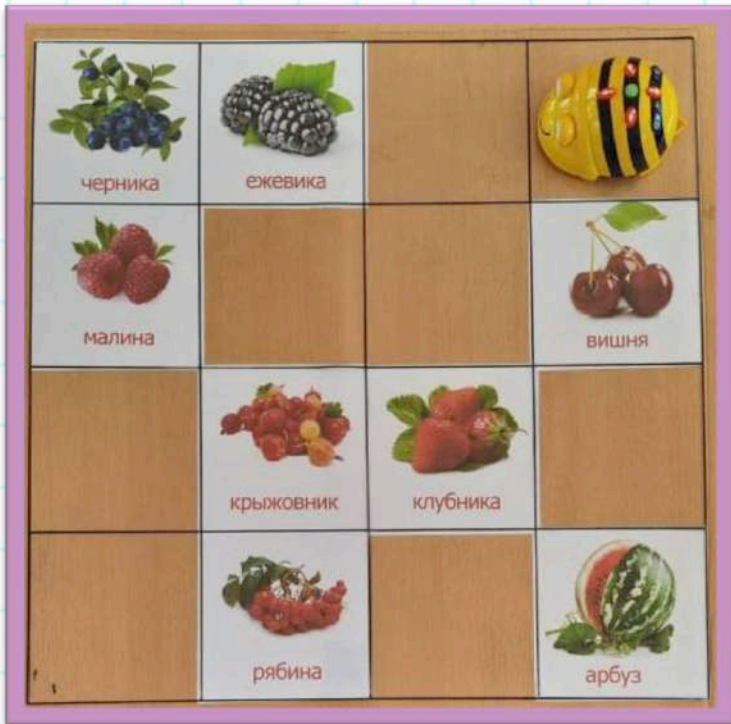 черника
ежевика
малина
вишня
крыжовник
клубника
рябина
арбуз